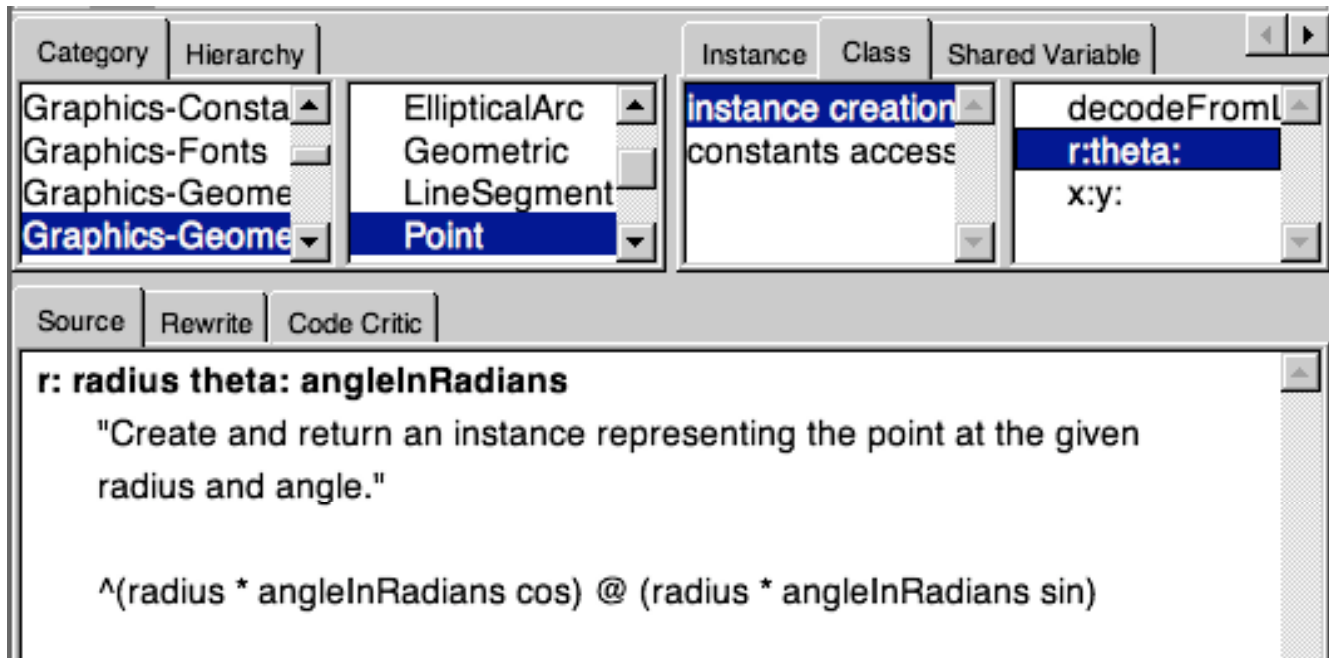 Category Hierarchy
Instance Class Shared Variable
Graphics-Consta
Graphics-Fonts
Graphics-Geome
Graphics-Geome
EllipticalArc
Geometric
LineSegment
Point
instance creation
constants access
decodeFromL
r:theta:
x:y:
Source Rewrite Code Critic
r: radius theta: angleInRadians
"Create and return an instance representing the point at the given
radius and angle."
^(radius * angleInRadians cos) @ (radius * angleInRadians sin)